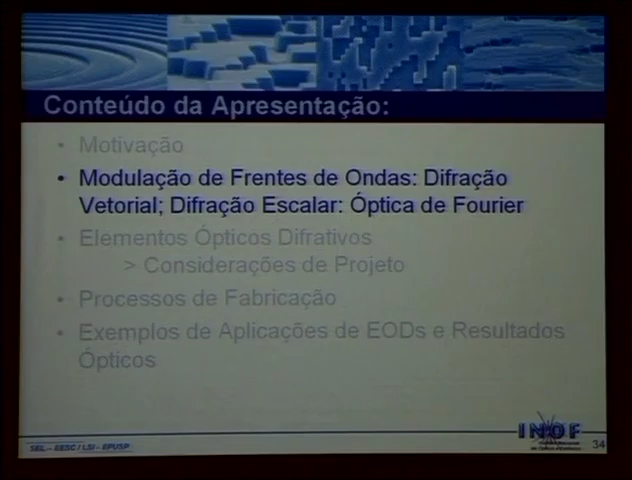 Conteúdo da Apresentação:
• Motivação
• Modulação de Frentes de Ondas: Difração
Vetorial; Difração Escalar: Óptica de Fourier
• Elementos Ópticos Difrativos
> Considerações de Projeto
• Processos de Fabricação
• Exemplos de Aplicações de EODs e Resultados
Ópticos
SEL – EESC / LSI – EPUSP
INOF
34